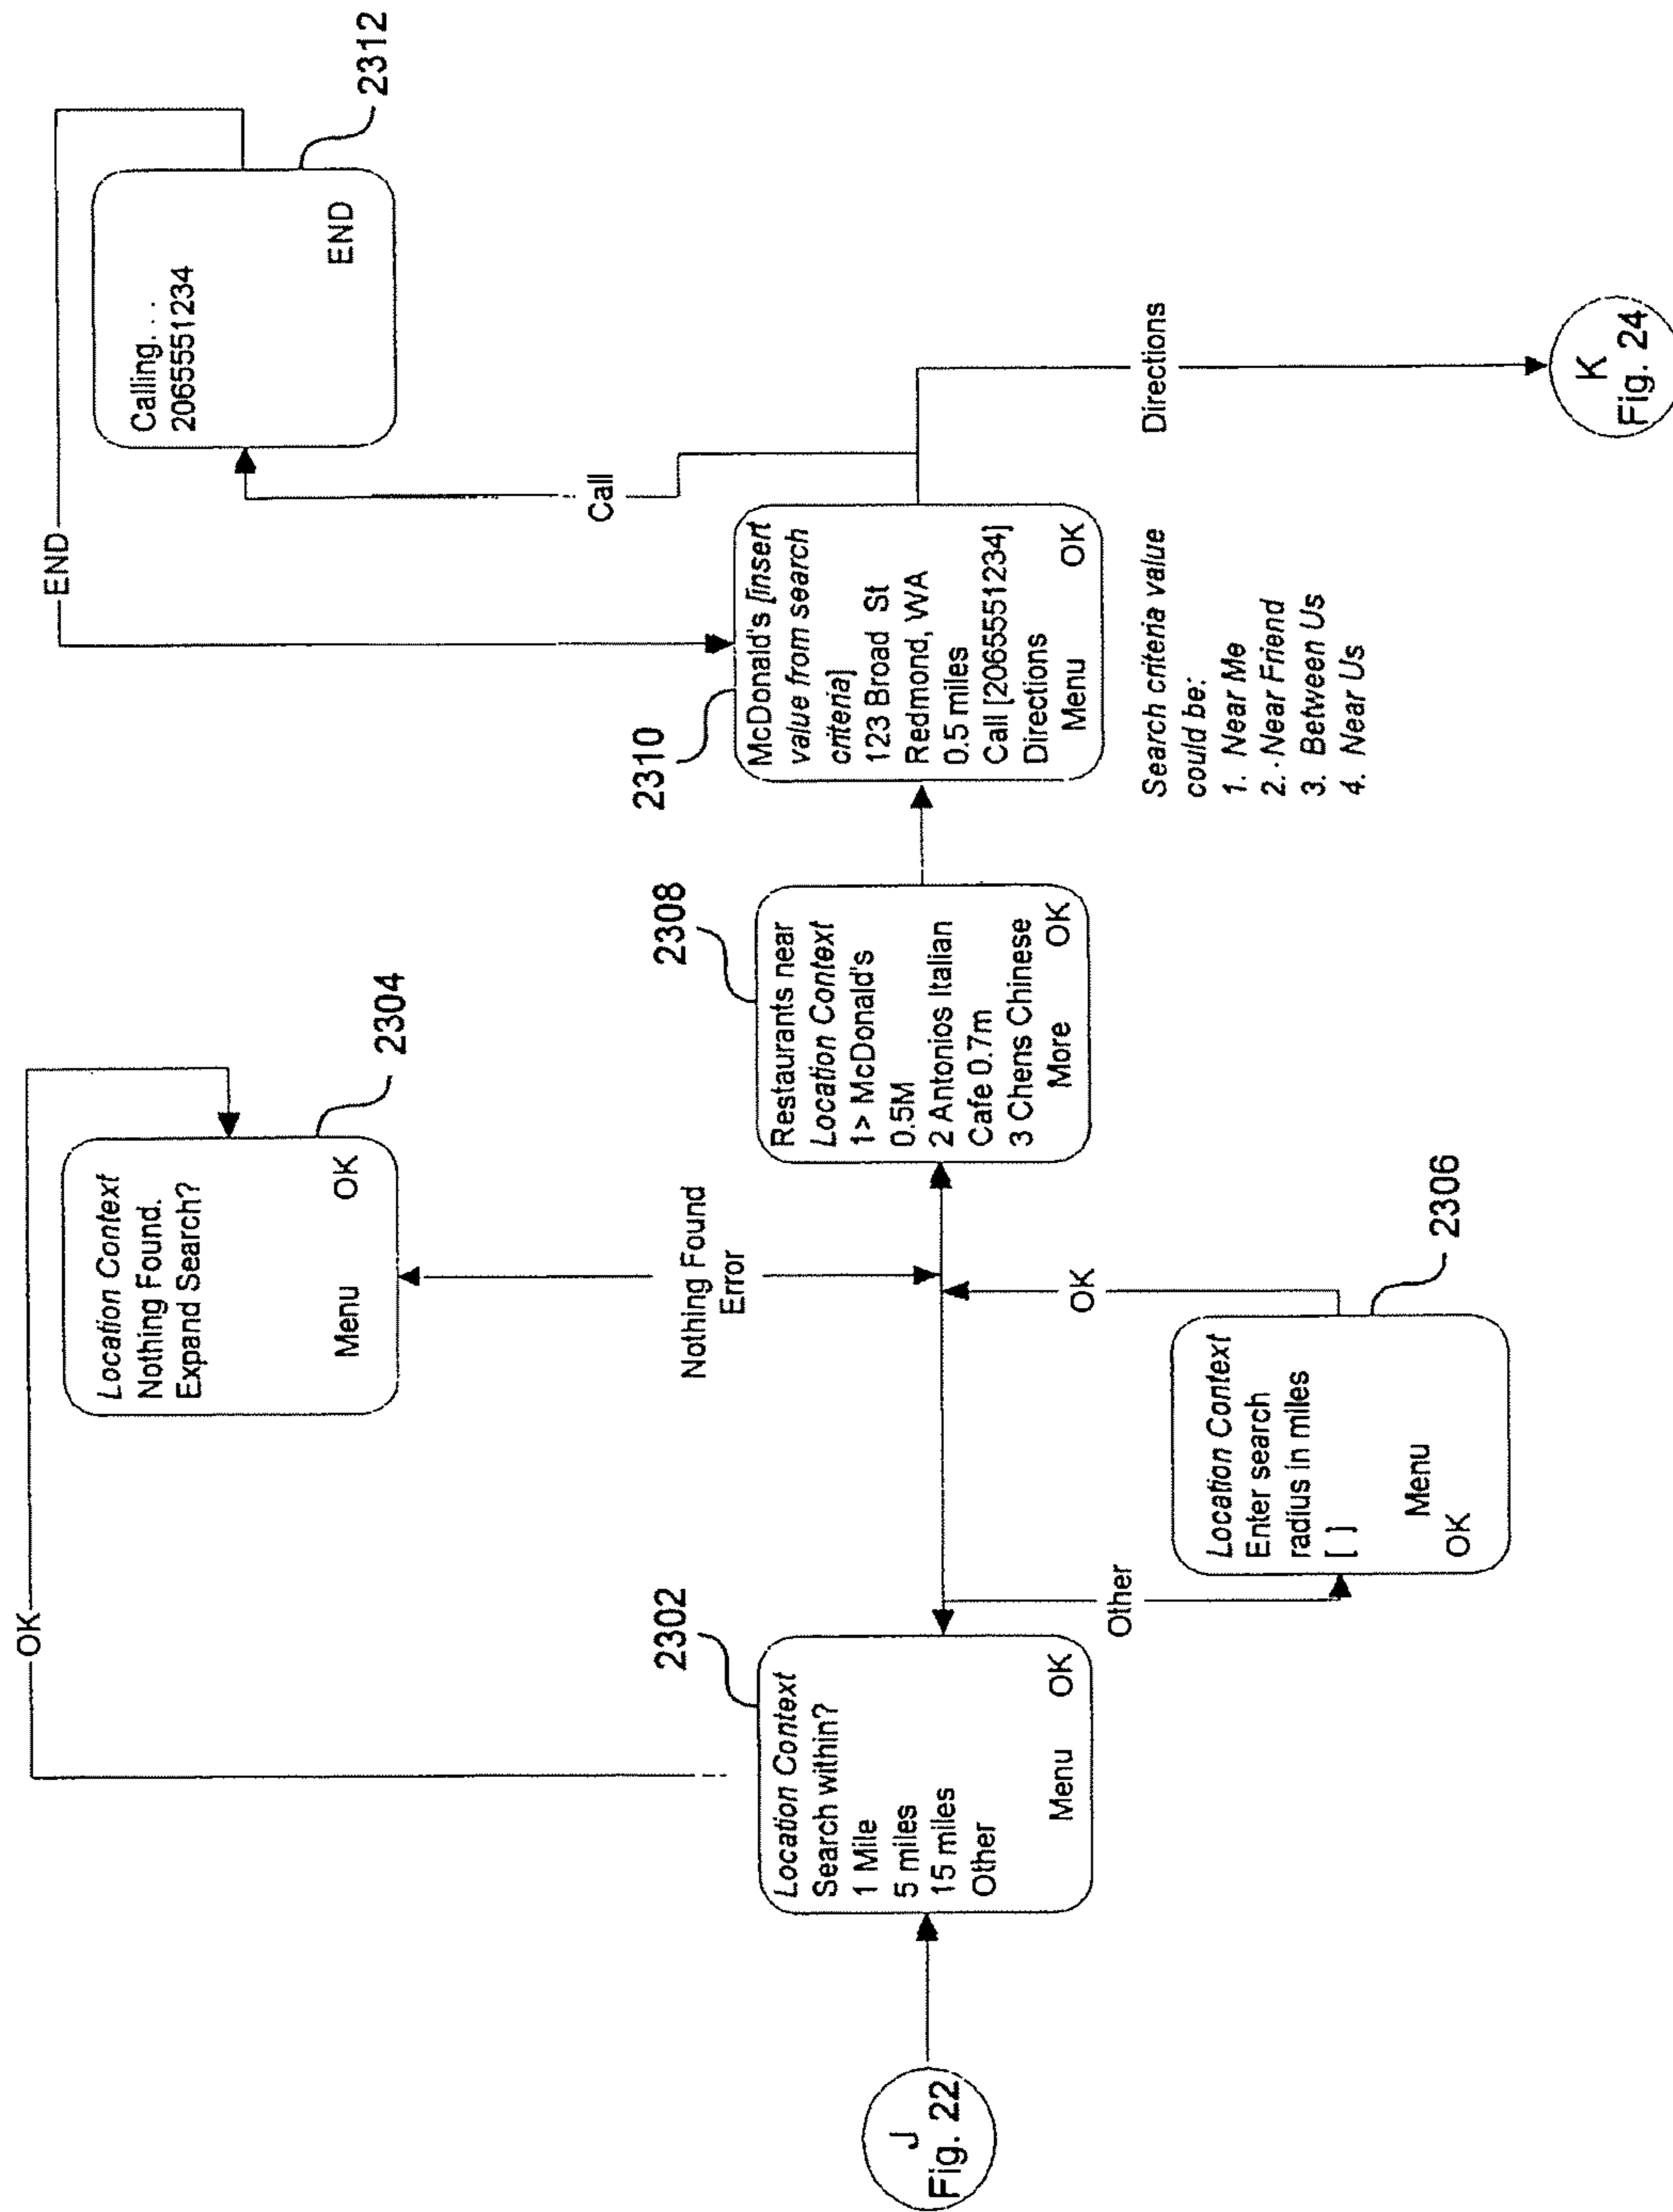 J
Fig. 22
2302
Location Context
Search within?
1 Mile
5 miles
15 miles
Other
Menu OK
OK
2304
Location Context
Nothing Found.
Expand Search?
Menu OK
Nothing Found
Error
Other
2306
Location Context
Enter search
radius in miles
[ ]
Menu
OK
OK
2308
Restaurants near
Location Context
1> McDonald's
0.5M
2 Antonios Italian
Cafe 0.7m
3 Chens Chinese
More OK
2310
McDonald's [insert
value from search
criteria]
123 Broad St
Redmond, WA
0.5 miles
Call [2065551234]
Directions
Menu OK
Search criteria value
could be:
1. Near Me
2. Near Friend
3. Between Us
4. Near Us
Call
END
2312
Calling. . .
2065551234
END
Directions
K
Fig. 24